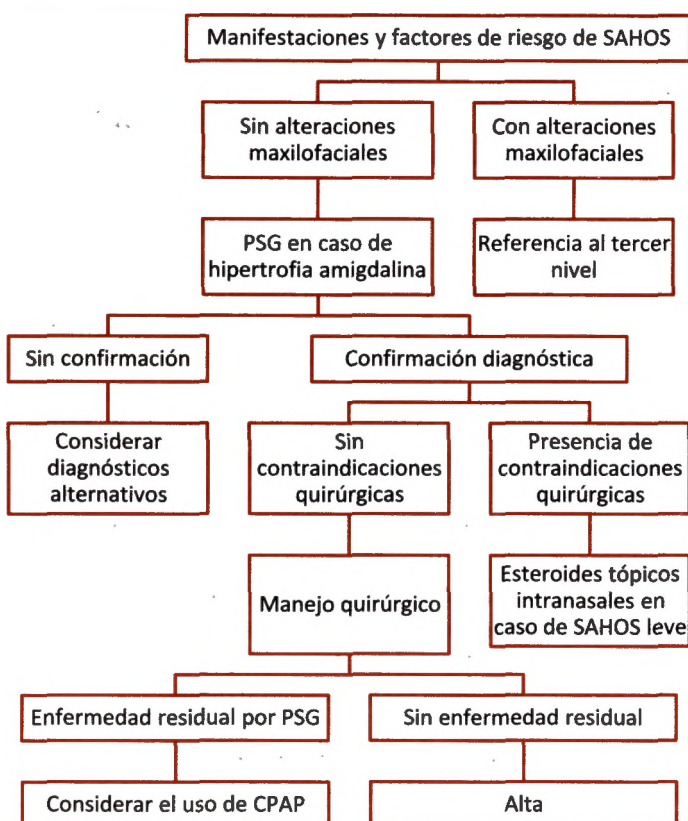 Manifestaciones y factores de riesgo de SAHOS
Sin alteraciones
maxilofaciales
Con alteraciones
maxilofaciales
PSG en caso de
hipertrofia amigdalina
Referencia al tercer
nivel
Sin confirmación
Confirmación diagnóstica
Considerar
diagnósticos
alternativos
Sin
contraindicaciones
quirúrgicas
Presencia de
contraindicaciones
quirúrgicas
Manejo quirúrgico
Esteroides tópicos
intranasales en
caso de SAHOS leve
Enfermedad residual por PSG
Sin enfermedad residual
Considerar el uso de CPAP
Alta